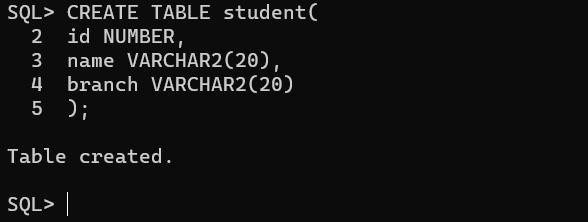 SQL> CREATE TABLE student(
  2  id NUMBER,
  3  name VARCHAR2(20),
  4  branch VARCHAR2(20)
  5  );

Table created.

SQL>